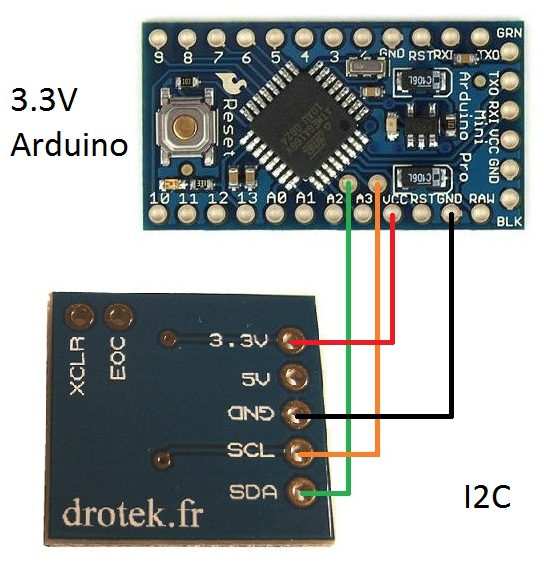 3.3V
Arduino
GRN
9 8 7 6 5 4 3 2 GND RST RXI TXO
Reset
C106L
Arduino Pro
Mini
TXO RXI VCC GND
C106L
10 11 12 13 A0 A1 A2 A3 VCC RST GND RAW
BLK
XCLR
EOC
3.3V
5V
GND
SCL
SDA
drotek.fr
I2C